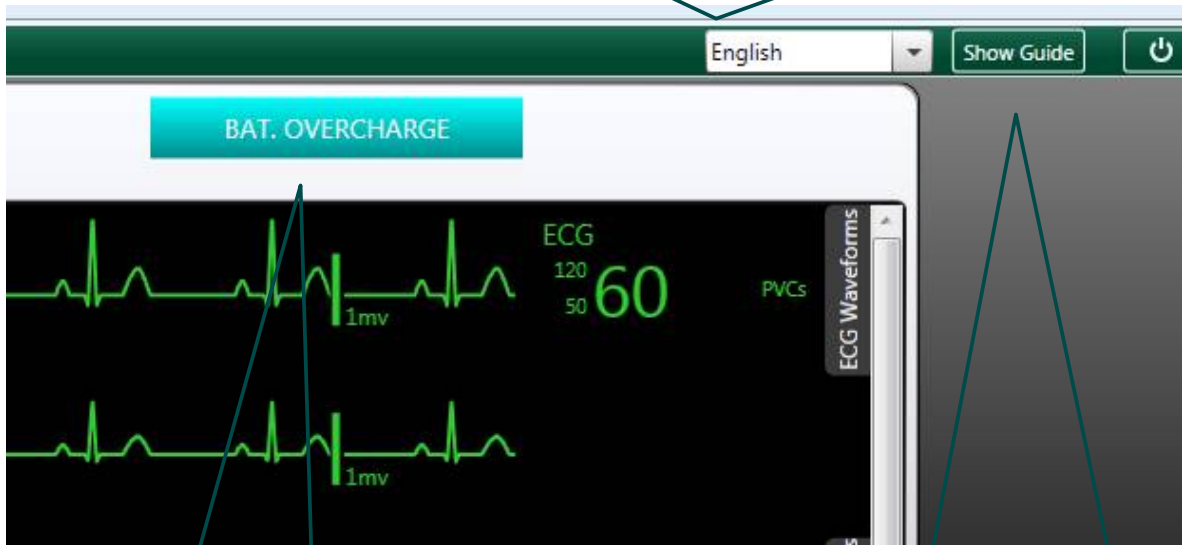 English
Show Guide
BAT. OVERCHARGE
ECG
120
50
60
PVCs
ECG Waveforms
1mv
1mv